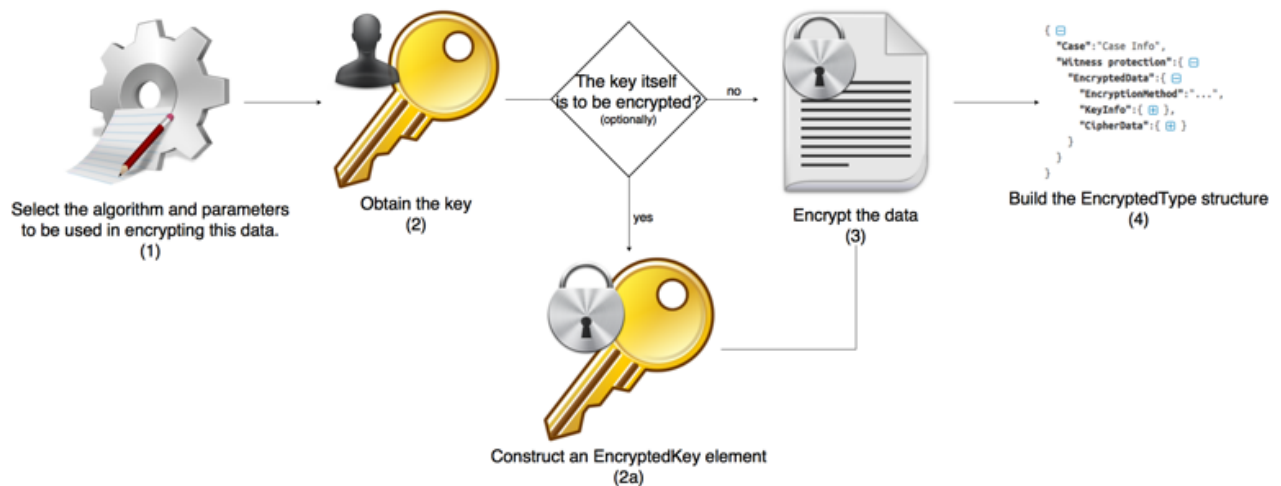 Select the algorithm and parameters
to be used in encrypting this data.
(1)
Obtain the key
(2)
The key itself
is to be encrypted?
(optionally)
no
yes
Construct an EncryptedKey element
(2a)
Encrypt the data
(3)
{
"Case":"Case Info",
"Witness protection":{
"EncryptedData":{
"EncryptionMethod":"...",
"KeyInfo":{ },
"CipherData":{ }
}
}
}
Build the EncryptedType structure
(4)